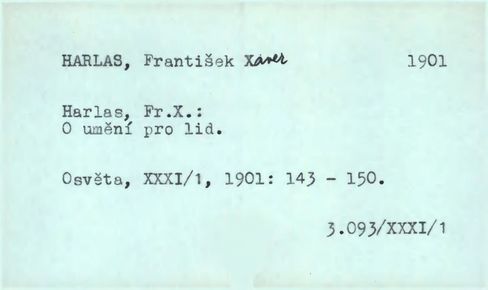 HARLAS, František Xaver 1901
Harlas, Fr.X.:
O umění pro lid.
Osvěta, XXXI/1, 1901: 143 - 150.
3.093/XXXI/1